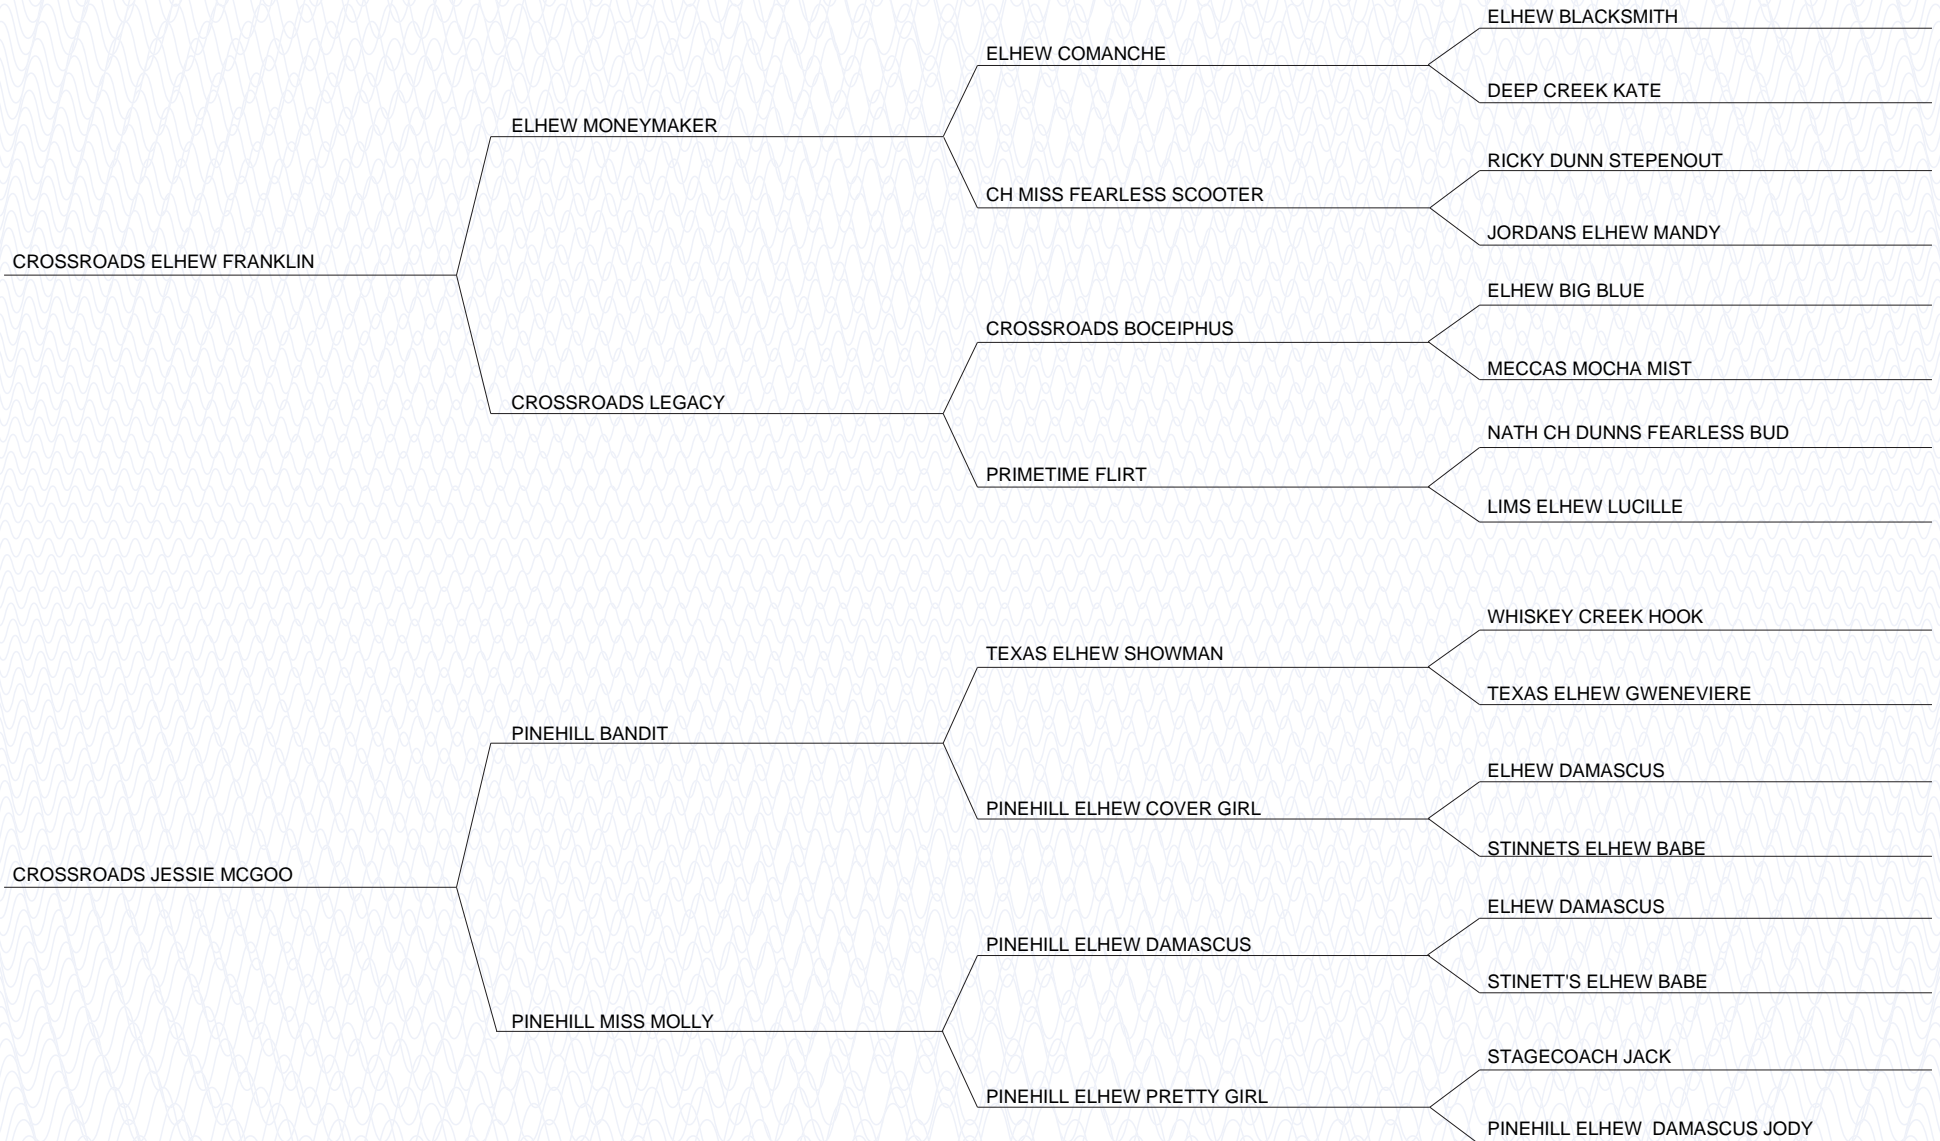 ELHEW BLACKSMITH
ELHEW COMANCHE
DEEP CREEK KATE
ELHEW MONEYMAKER
RICKY DUNN STEPENOUT
CH MISS FEARLESS SCOOTER
JORDANS ELHEW MANDY
CROSSROADS ELHEW FRANKLIN
ELHEW BIG BLUE
CROSSROADS BOCEIPHUS
MECCAS MOCHA MIST
CROSSROADS LEGACY
NATH CH DUNNS FEARLESS BUD
PRIMETIME FLIRT
LIMS ELHEW LUCILLE
WHISKEY CREEK HOOK
TEXAS ELHEW SHOWMAN
TEXAS ELHEW GWENEVIERE
PINEHILL BANDIT
ELHEW DAMASCUS
PINEHILL ELHEW COVER GIRL
STINNETS ELHEW BABE
CROSSROADS JESSIE MCGOO
ELHEW DAMASCUS
PINEHILL ELHEW DAMASCUS
STINETT'S ELHEW BABE
PINEHILL MISS MOLLY
STAGECOACH JACK
PINEHILL ELHEW PRETTY GIRL
PINEHILL ELHEW  DAMASCUS JODY